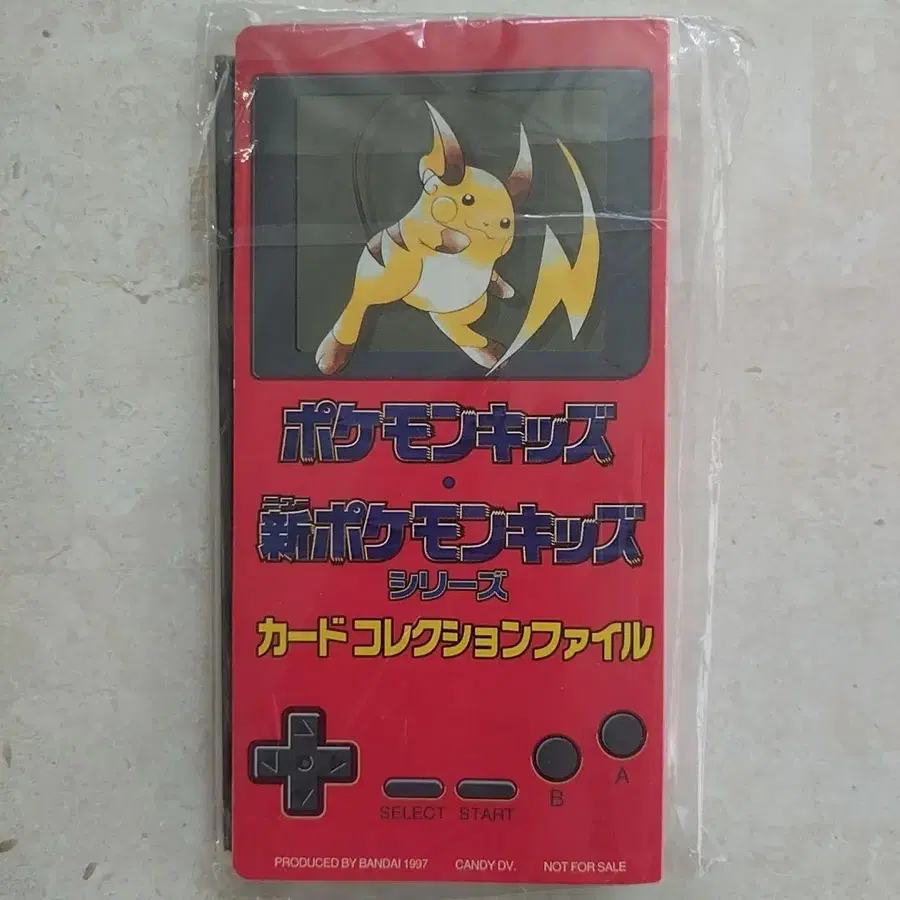 ポケモンキッズ
・
ニュー
新ポケモンキッズ
シリーズ
カードコレクションファイル
SELECT START B A
PRODUCED BY BANDAI 1997 CANDY DV. NOT FOR SALE